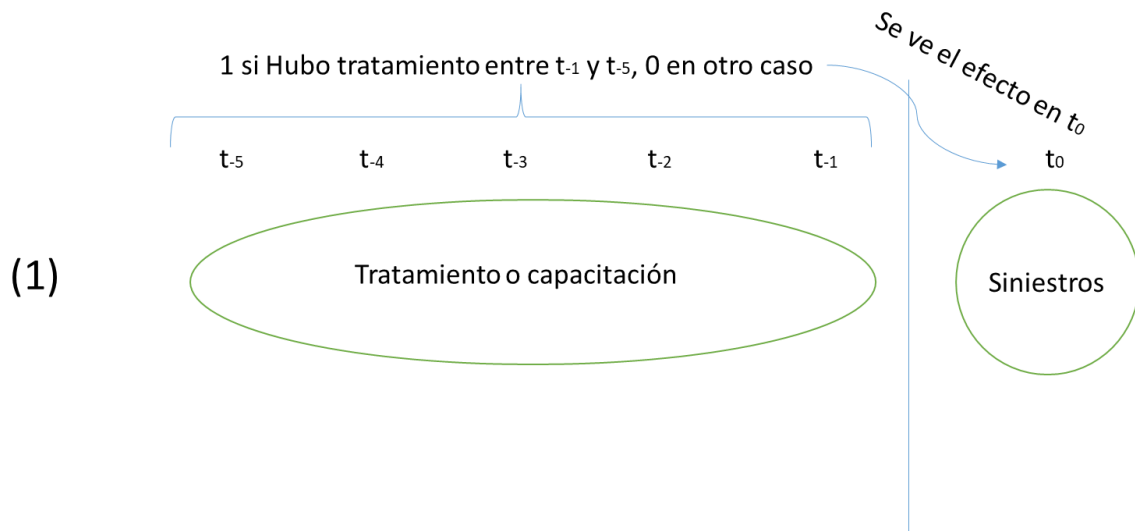 Se ve el efecto en t0
1 si Hubo tratamiento entre t-1 y t-5, 0 en otro caso
t-5 t-4 t-3 t-2 t-1 t0
(1) Tratamiento o capacitación Siniestros